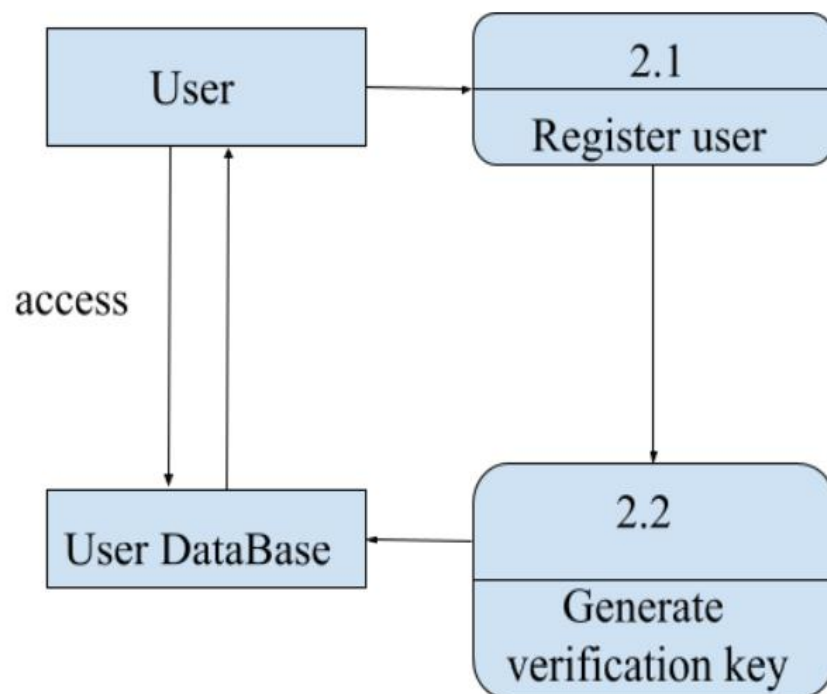 User
2.1
Register user
access
User DataBase
2.2
Generate
verification key